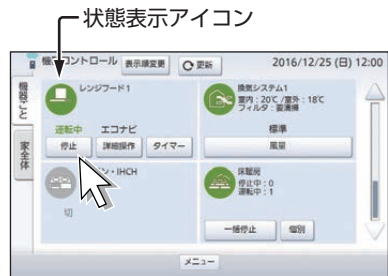 状態表示アイコン
機器コントロール 表示順変更 更新 2016/12/25 (日) 12:00
機器ごと
家全体
レンジフード1
運転中 エコナビ
停止 詳細操作 タイマー
換気システム1
室内：20℃ /室外：18℃
フィルタ：要清掃
標準
風量
ン・IHCH
切
床暖房
停止中：0
運転中：1
一括停止 個別
メニュー